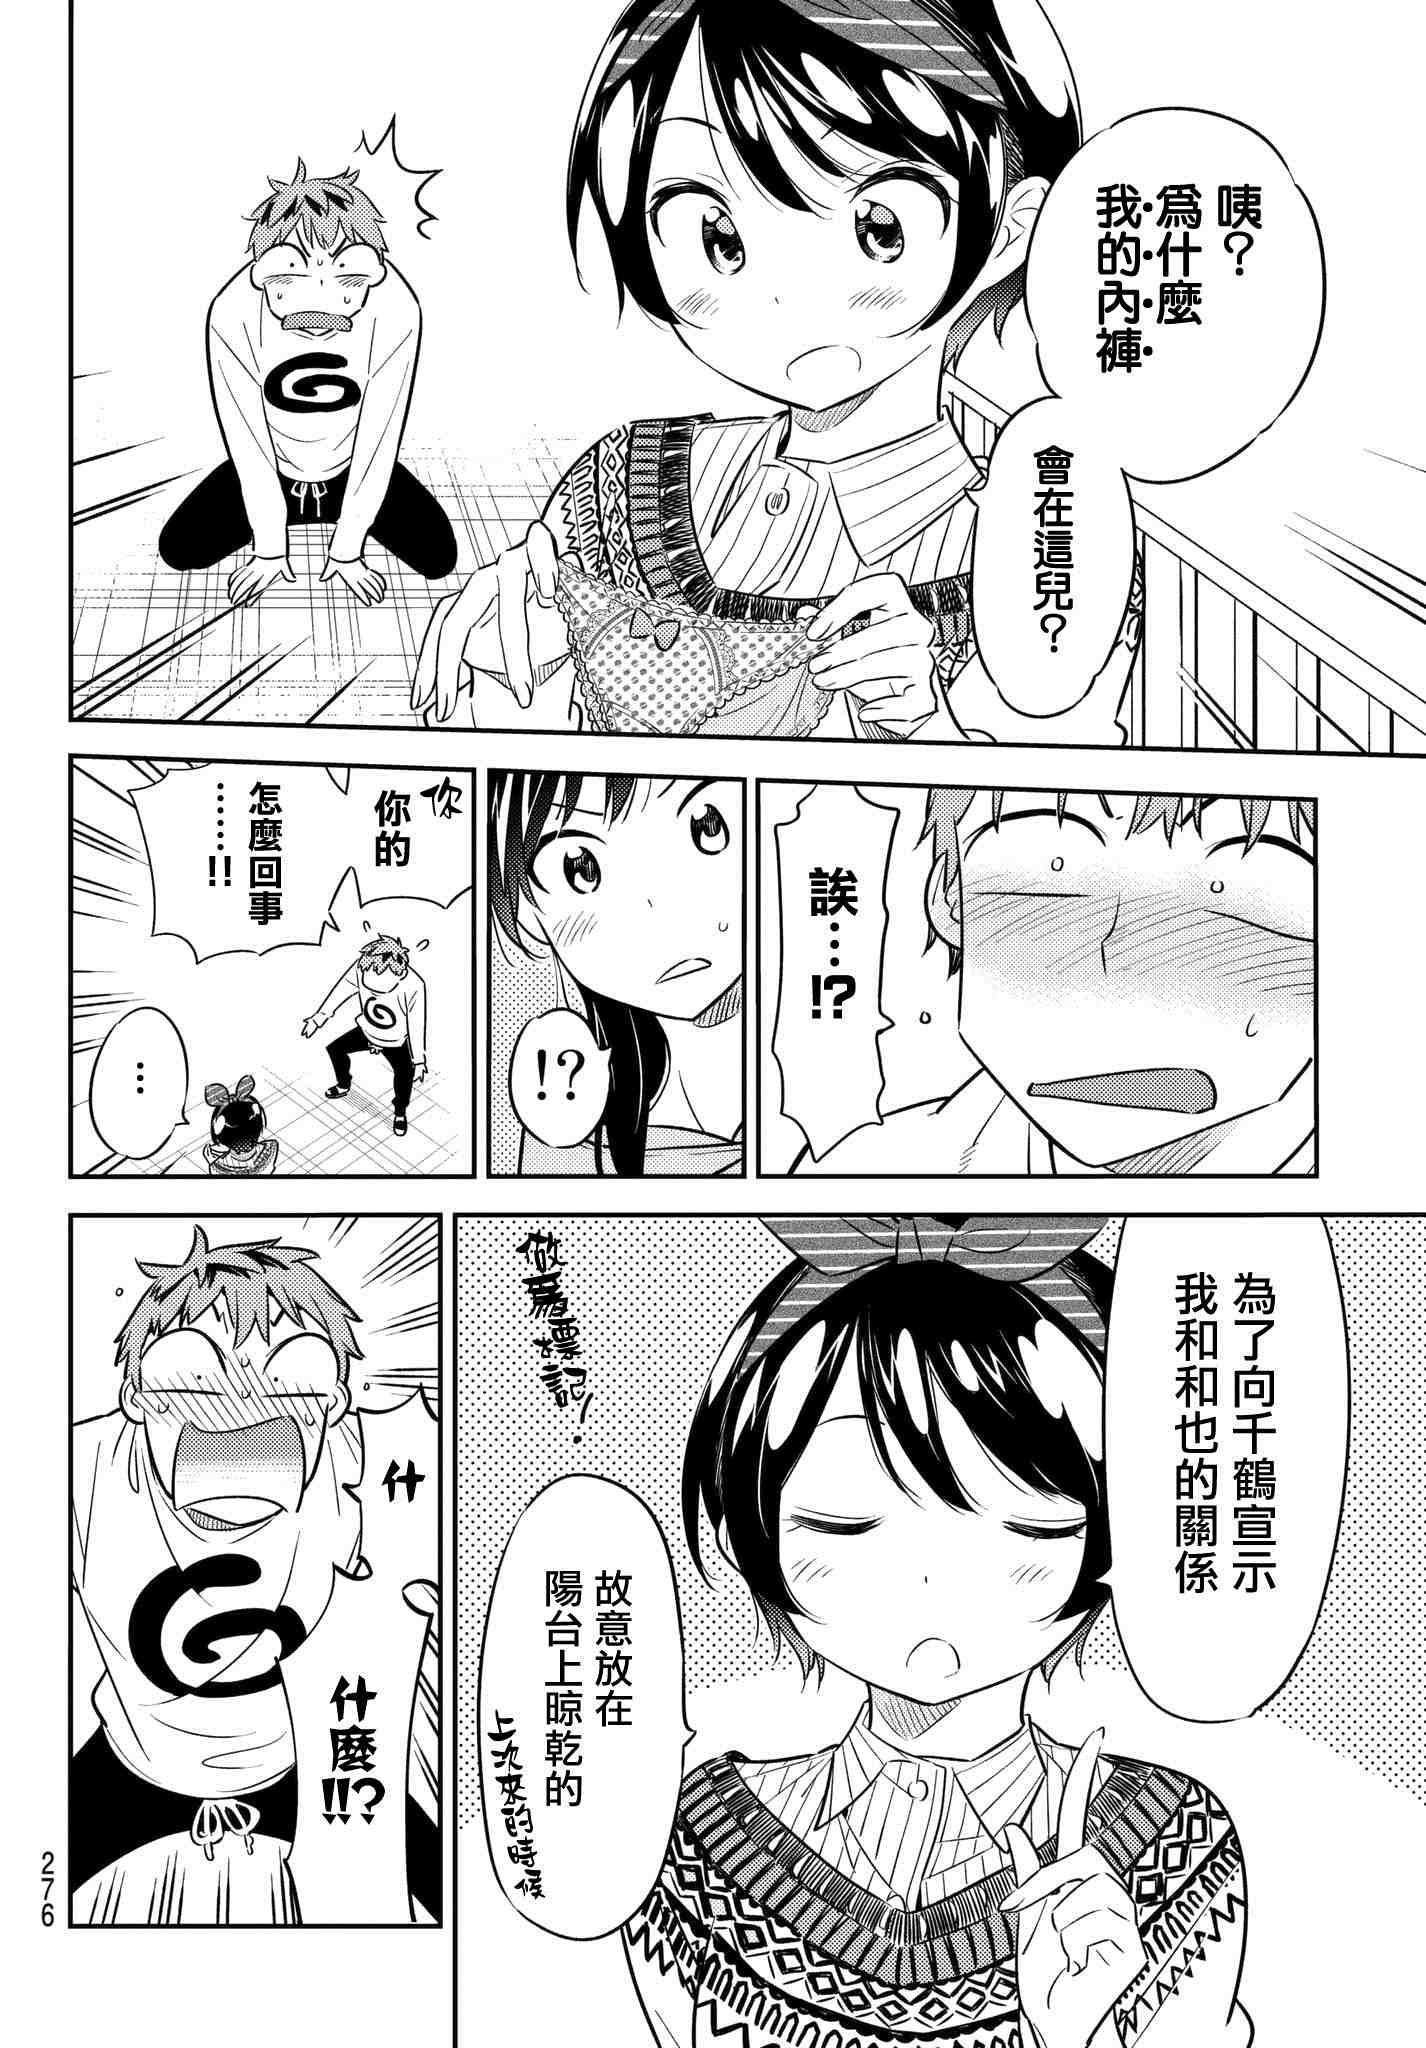 咦？
為什麼
我的內褲
會在這兒？
誒…⁉
！？
你
你的
怎麼回事
……‼
…
為了向千鶴宣示
我和和也的關係
做為標記！
故意放在
陽台上晾乾的
上次來的時候
什
什麼‼？
276